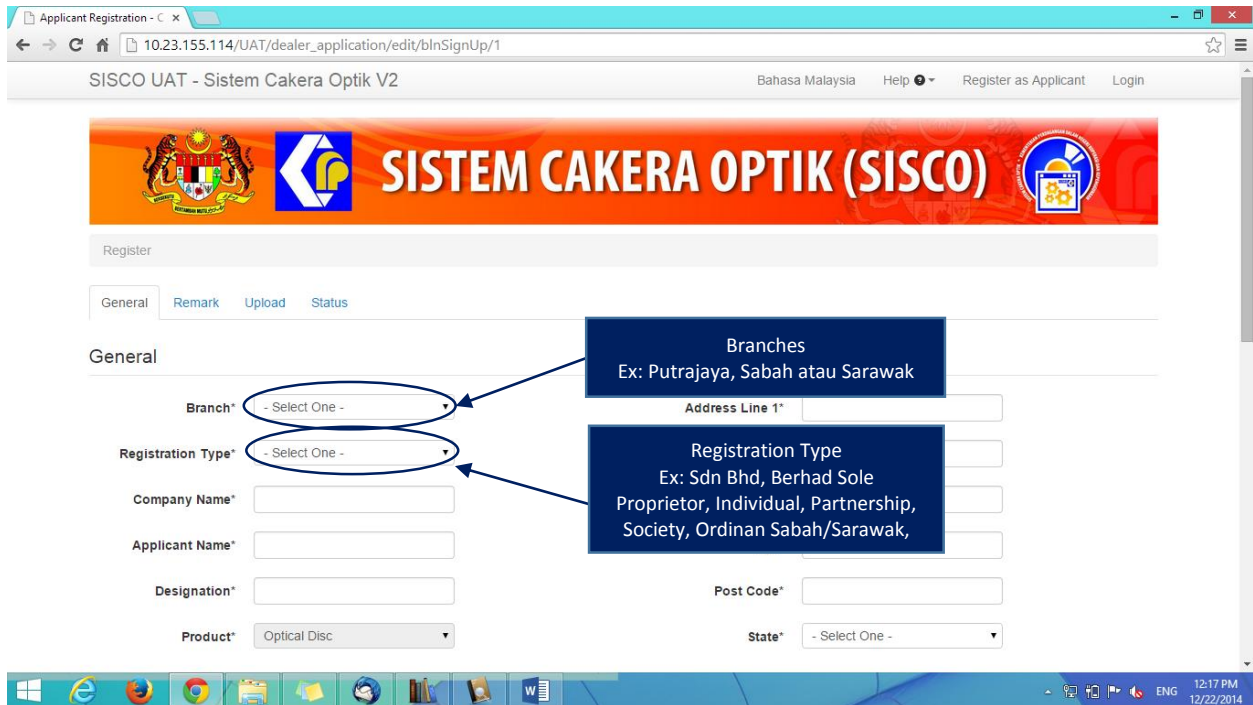 Applicant Registration - C
10.23.155.114/UAT/dealer_application/edit/blnSignUp/1
SISCO UAT - Sistem Cakera Optik V2
Bahasa Malaysia
Help
Register as Applicant
Login
SISTEM CAKERA OPTIK (SISCO)
Register
General
Remark
Upload
Status
General
Branches
Ex: Putrajaya, Sabah atau Sarawak
Branch*
- Select One -
Address Line 1*
Registration Type*
- Select One -
Registration Type
Ex: Sdn Bhd, Berhad Sole
Proprietor, Individual, Partnership,
Society, Ordinan Sabah/Sarawak,
Company Name*
Applicant Name*
Designation*
Post Code*
Product*
Optical Disc
State*
- Select One -
ENG
12:17 PM
12/22/2014